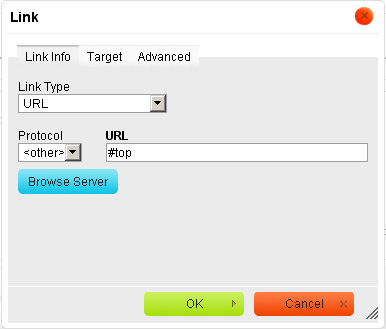 Link
Link Info Target Advanced
Link Type
URL
Protocol URL
<other> #top
Browse Server
OK Cancel